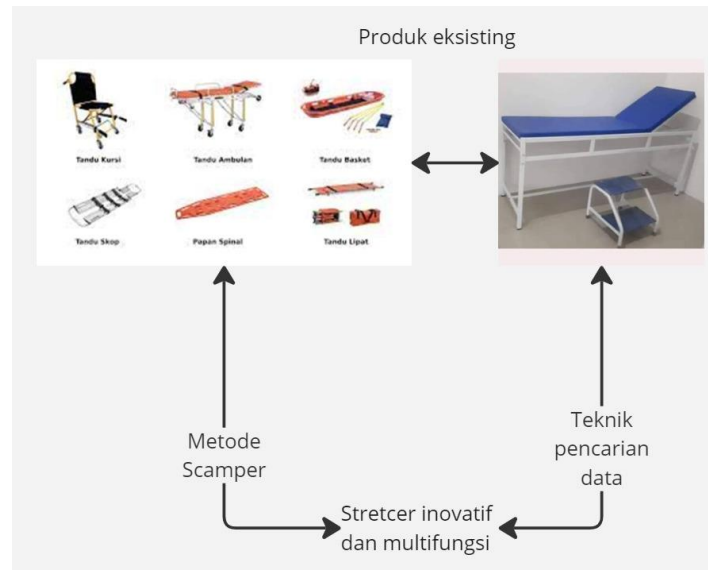 Produk eksisting
Tandu Kursi
Tandu Ambulan
Tandu Basket
Tandu Skop
Papan Spinal
Tandu Lipat
Metode
Scamper
Teknik
pencarian
data
Stretcer inovatif
dan multifungsi